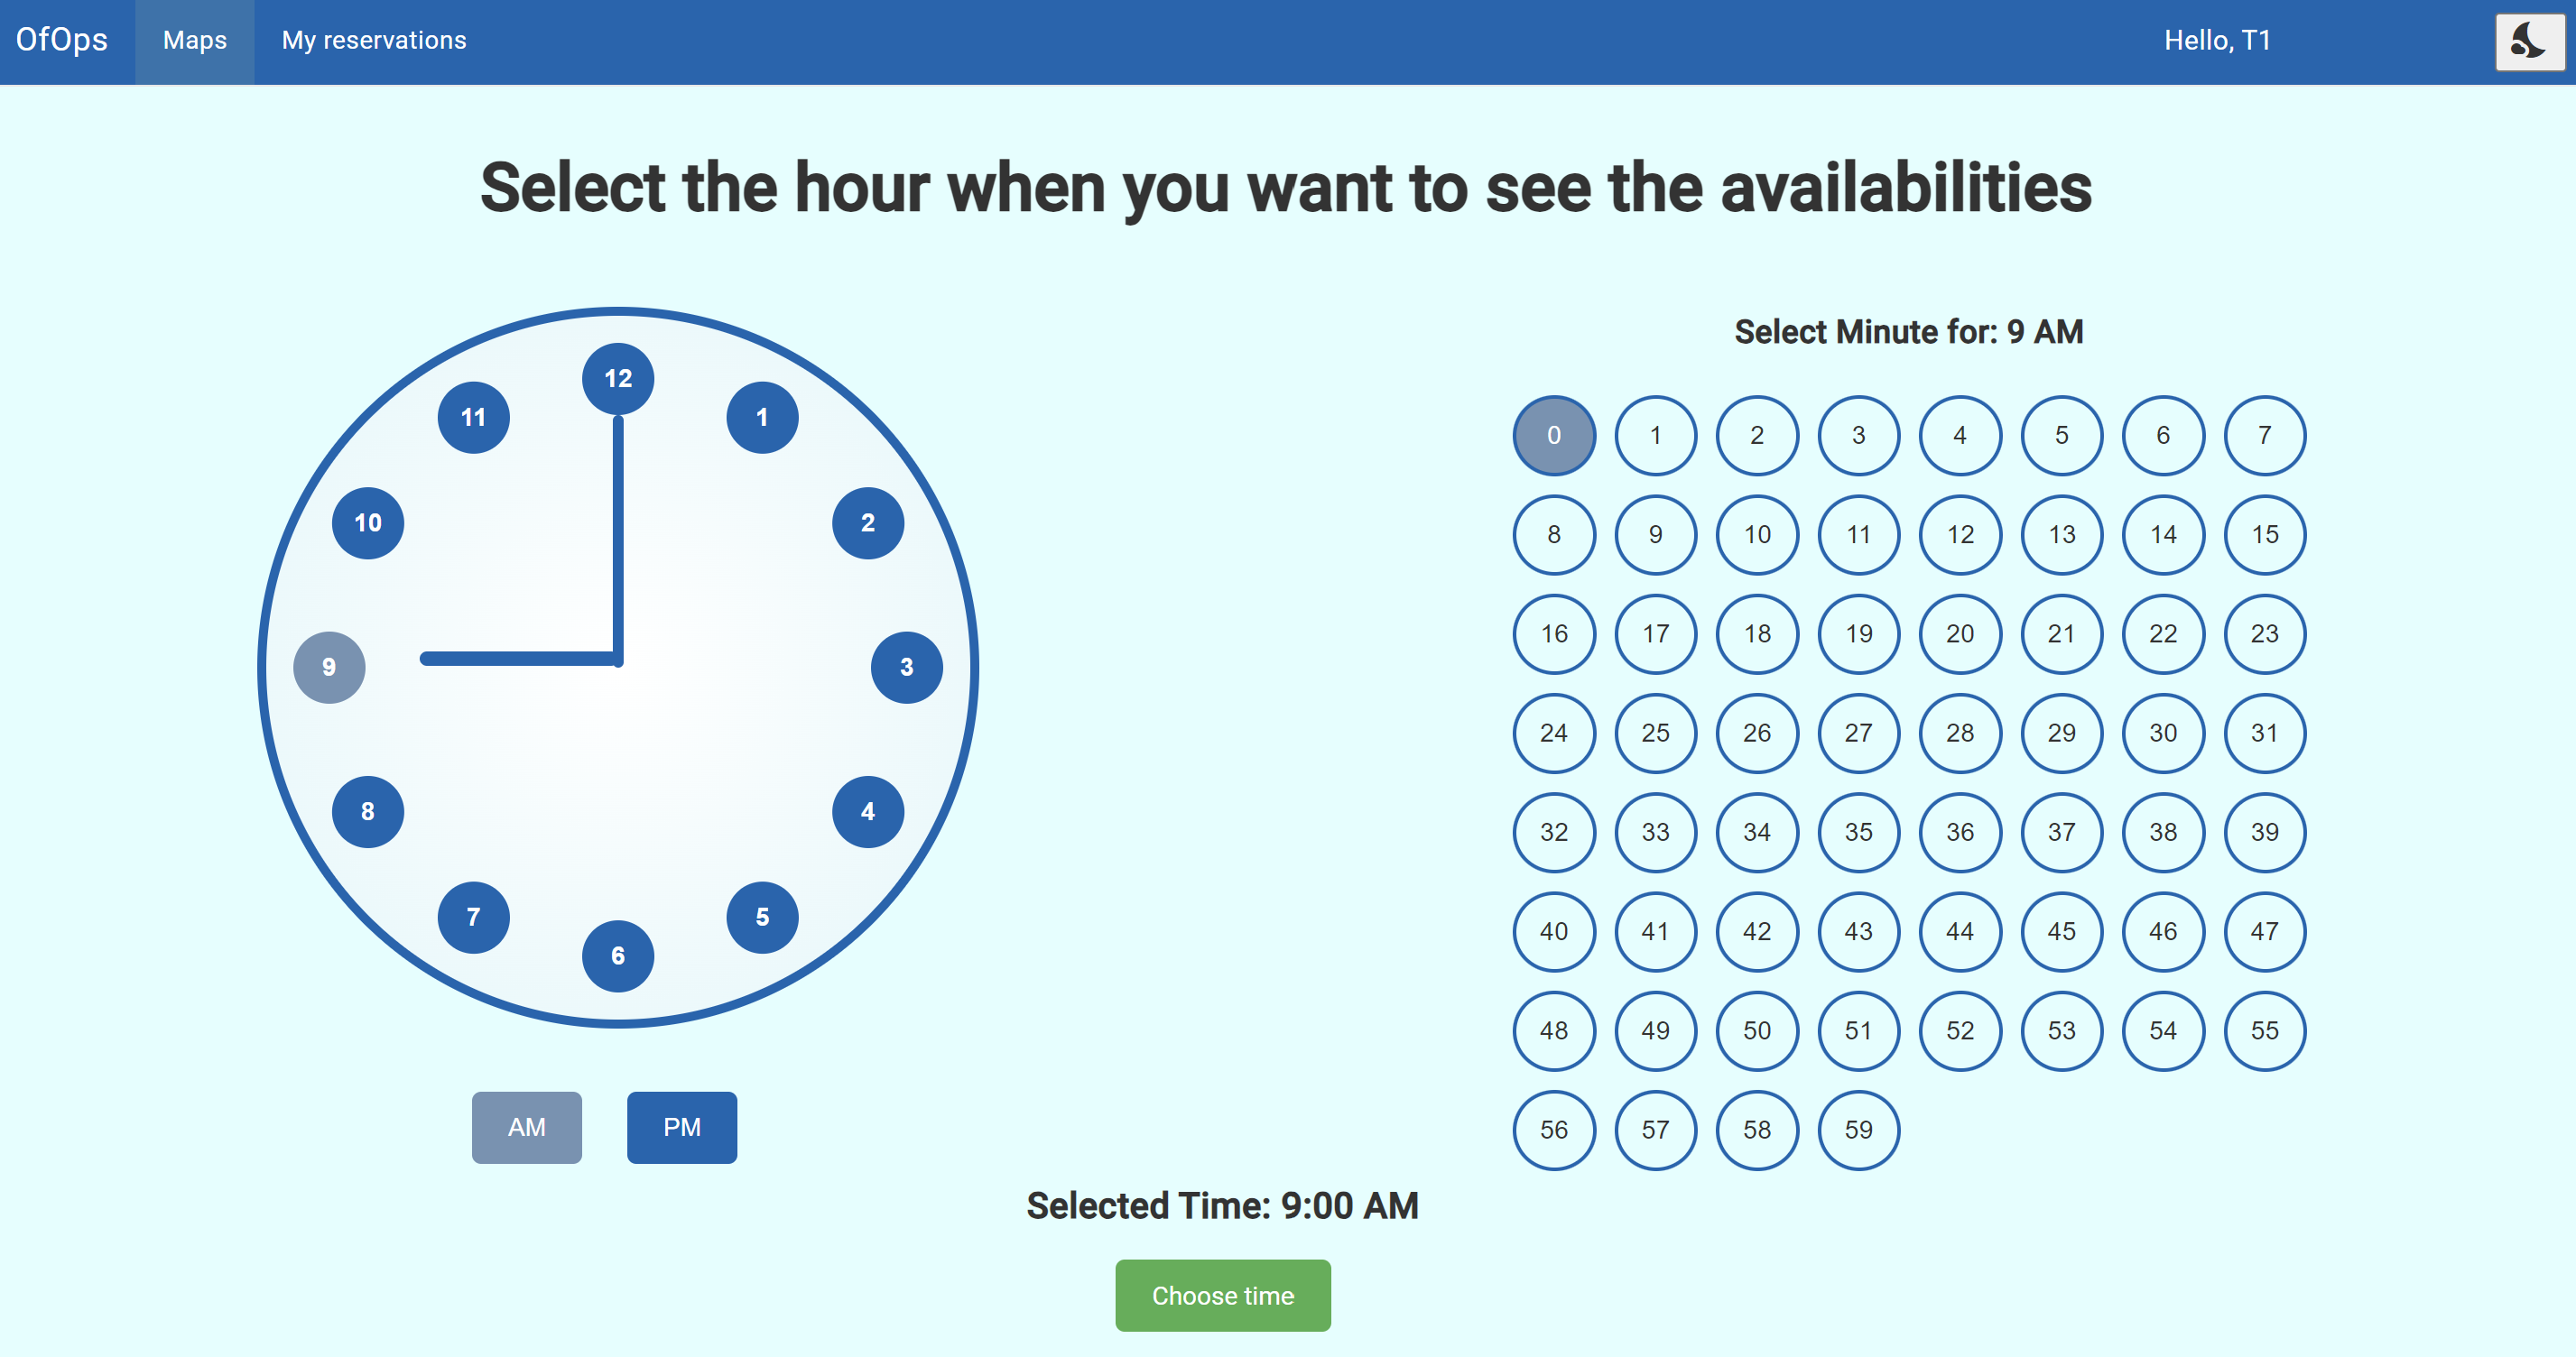 OfOps Maps My reservations Hello, T1
Select the hour when you want to see the availabilities
12
11 1
10 2
9 3
8 4
7 5
6
AM PM
Select Minute for: 9 AM
0 1 2 3 4 5 6 7
8 9 10 11 12 13 14 15
16 17 18 19 20 21 22 23
24 25 26 27 28 29 30 31
32 33 34 35 36 37 38 39
40 41 42 43 44 45 46 47
48 49 50 51 52 53 54 55
56 57 58 59
Selected Time: 9:00 AM
Choose time